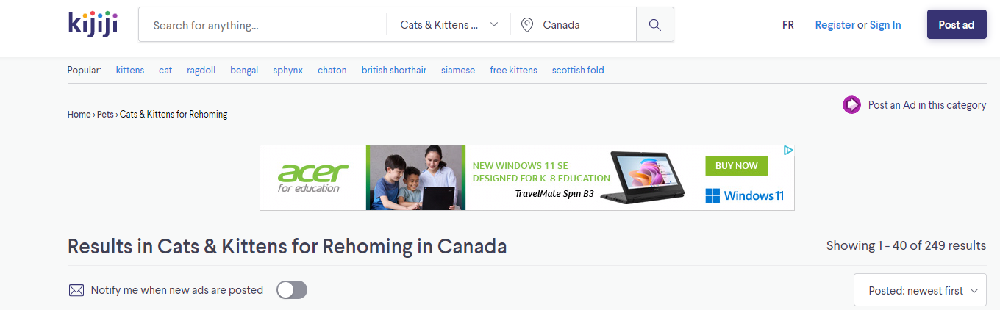 kijiji
Search for anything...
Cats & Kittens ...
Canada
FR
Register or Sign In
Post ad
Popular: kittens cat ragdoll bengal sphynx chaton british shorthair siamese free kittens scottish fold
Post an Ad in this category
Home › Pets › Cats & Kittens for Rehoming
acer
for education
NEW WINDOWS 11 SE
DESIGNED FOR K-8 EDUCATION
TravelMate Spin B3
BUY NOW
Windows 11
Results in Cats & Kittens for Rehoming in Canada
Showing 1 - 40 of 249 results
Notify me when new ads are posted
Posted: newest first